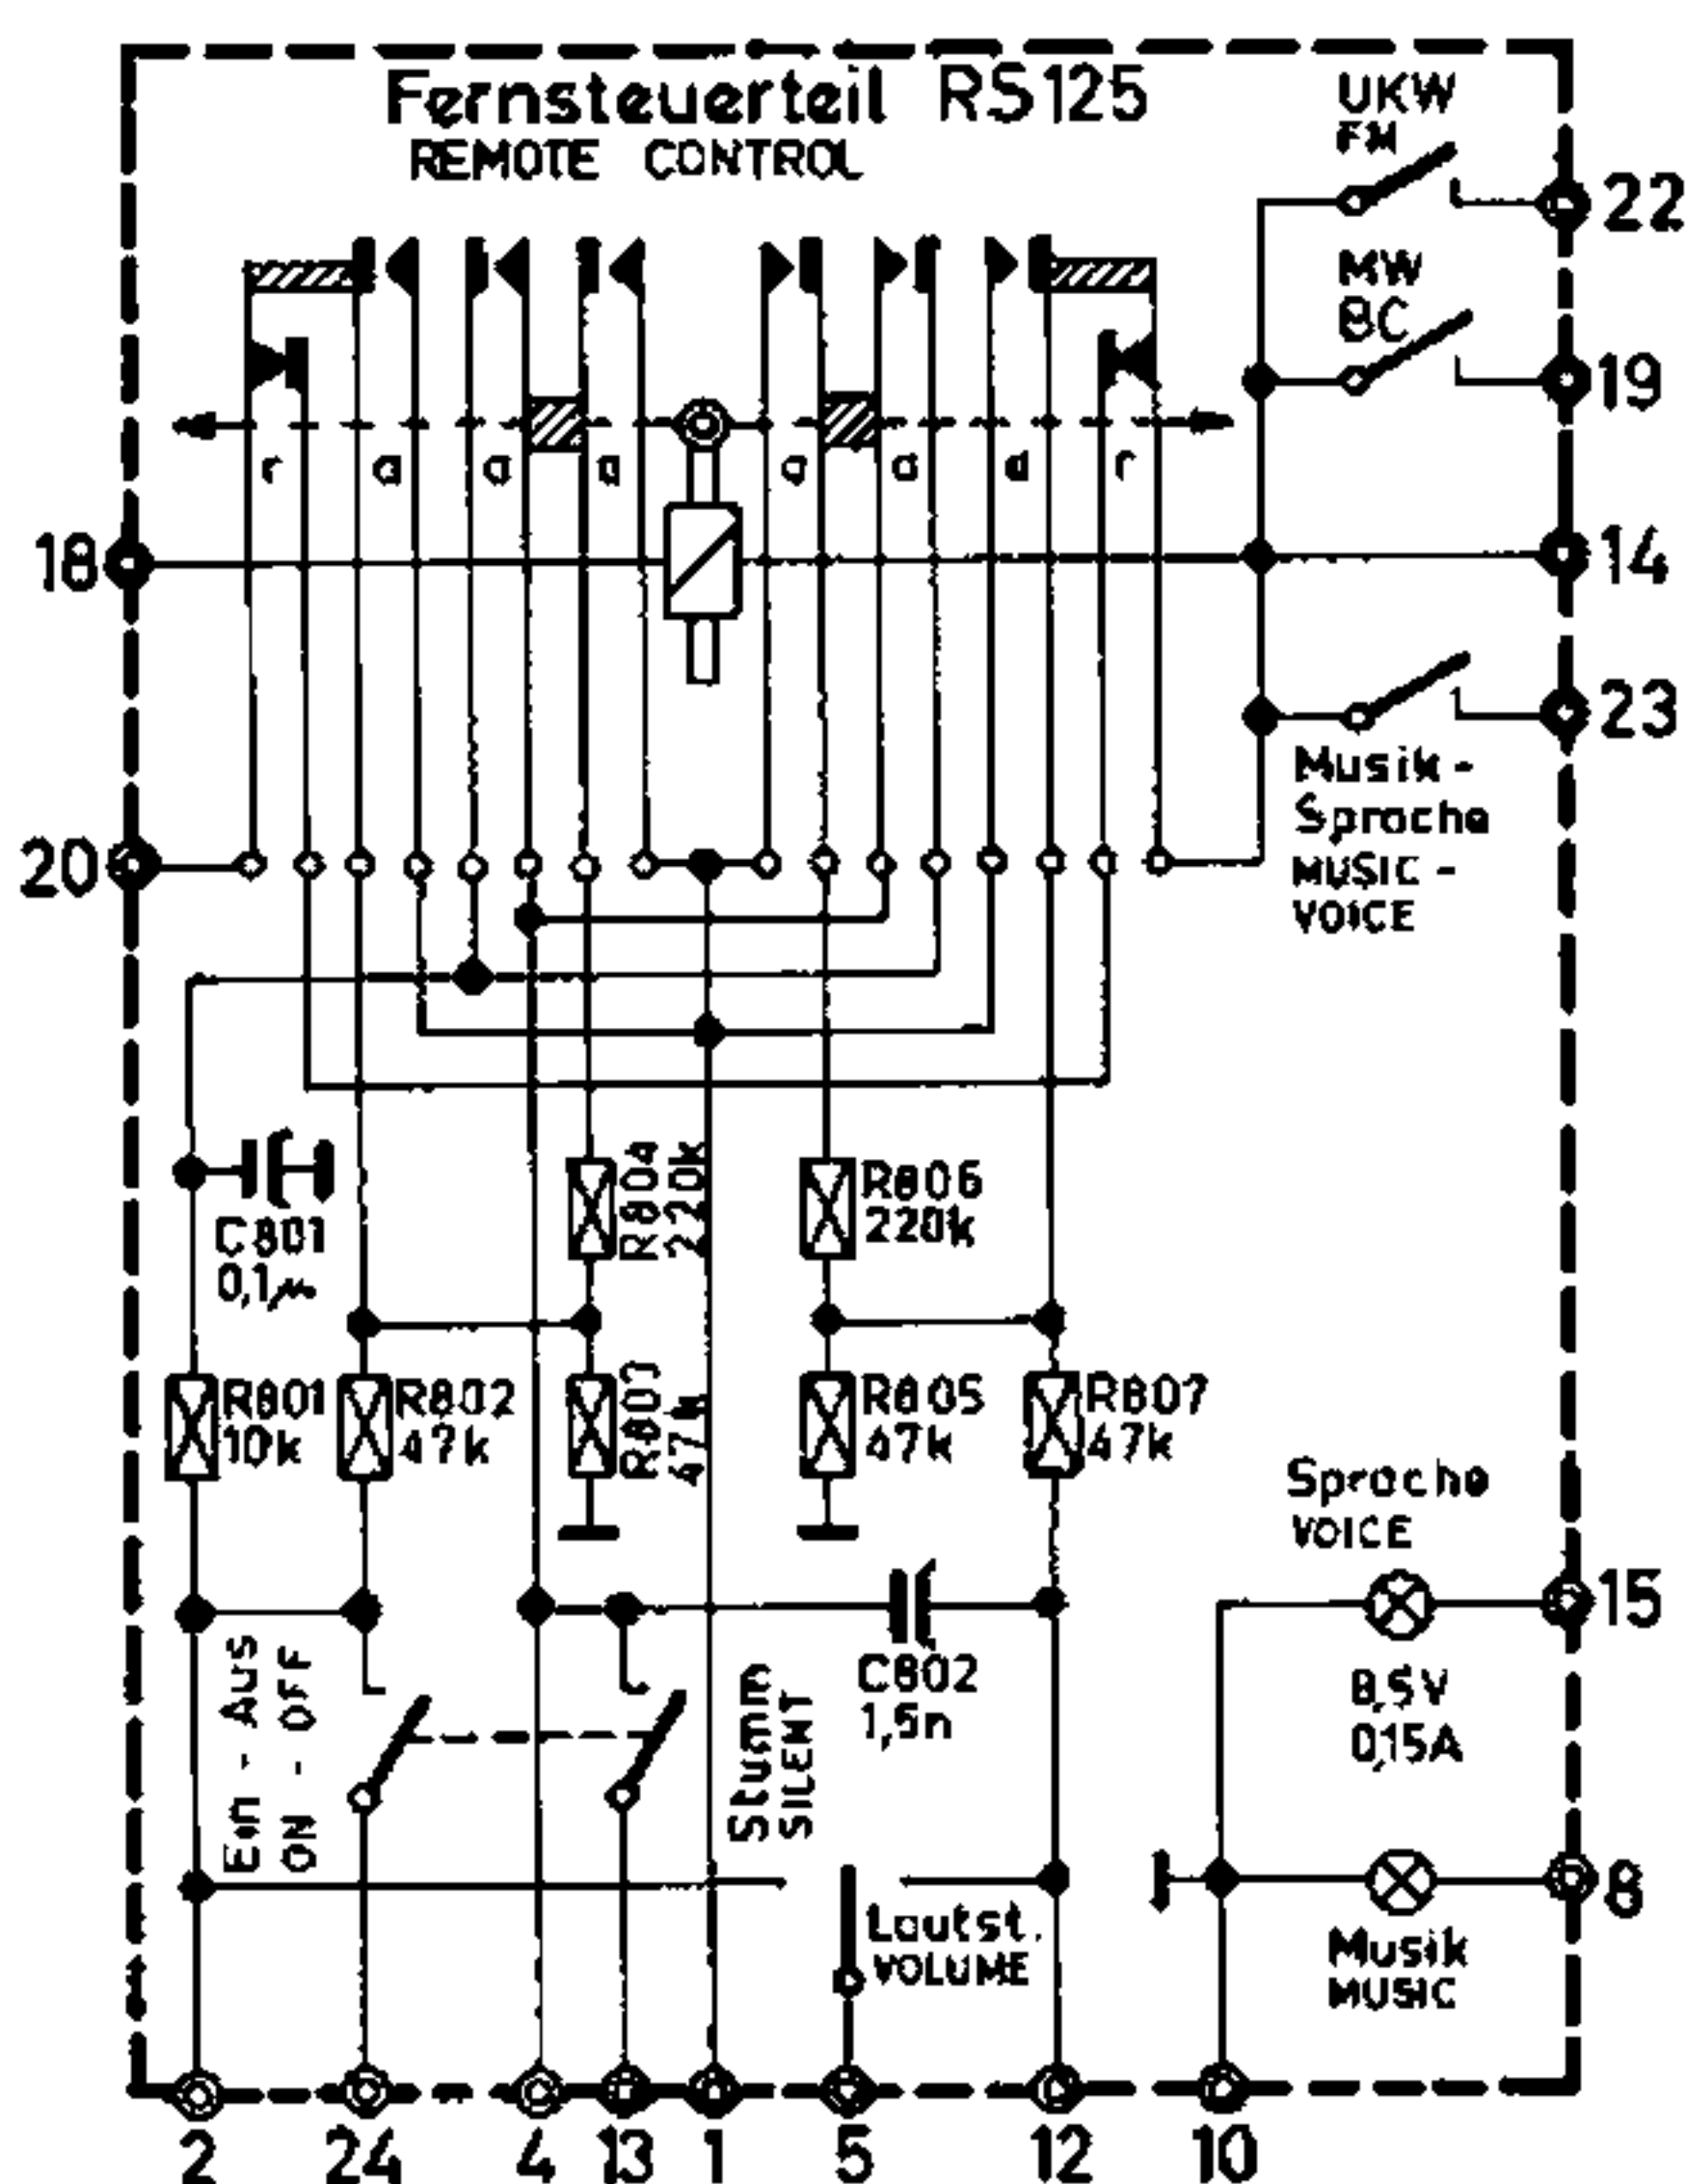 Fernsteuerteil RS125
REMOTE CONTROL
UKW
FM
22
MW
BC
19
r a a a a a d r
18
14
23
Musik -
Sprache
MUSIC -
VOICE
20
C801
0,1µ
R804
220k
R806
220k
R801
10k
R802
47k
R803
47k
R805
47k
R807
47k
Sprache
VOICE
15
8,5V
0,15A
Ein - Aus
ON - OFF
Stumm
SILENT
C802
1,5n
Lautst.
VOLUME
8
Musik
MUSIC
2 24 4 13 1 5 12 10